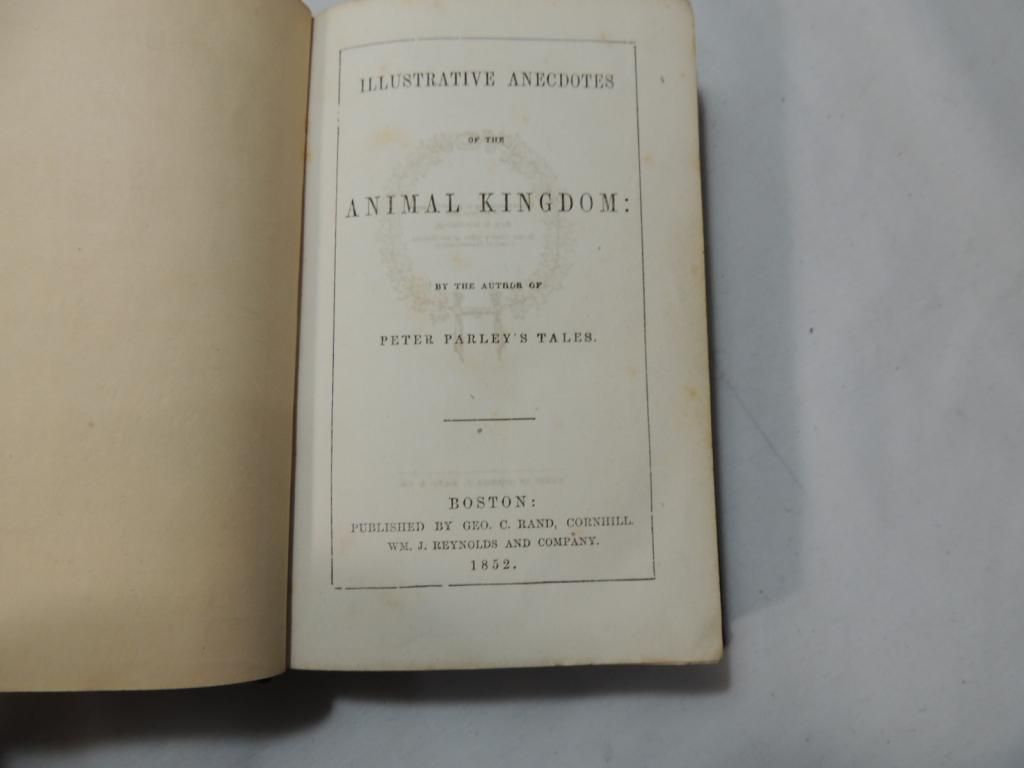 ILLUSTRATIVE ANECDOTES
OF THE
ANIMAL KINGDOM:
BY THE AUTHOR OF
PETER PARLEY'S TALES.
BOSTON:
PUBLISHED BY GEO. C. RAND, CORNHILL.
WM. J. REYNOLDS AND COMPANY.
1852.